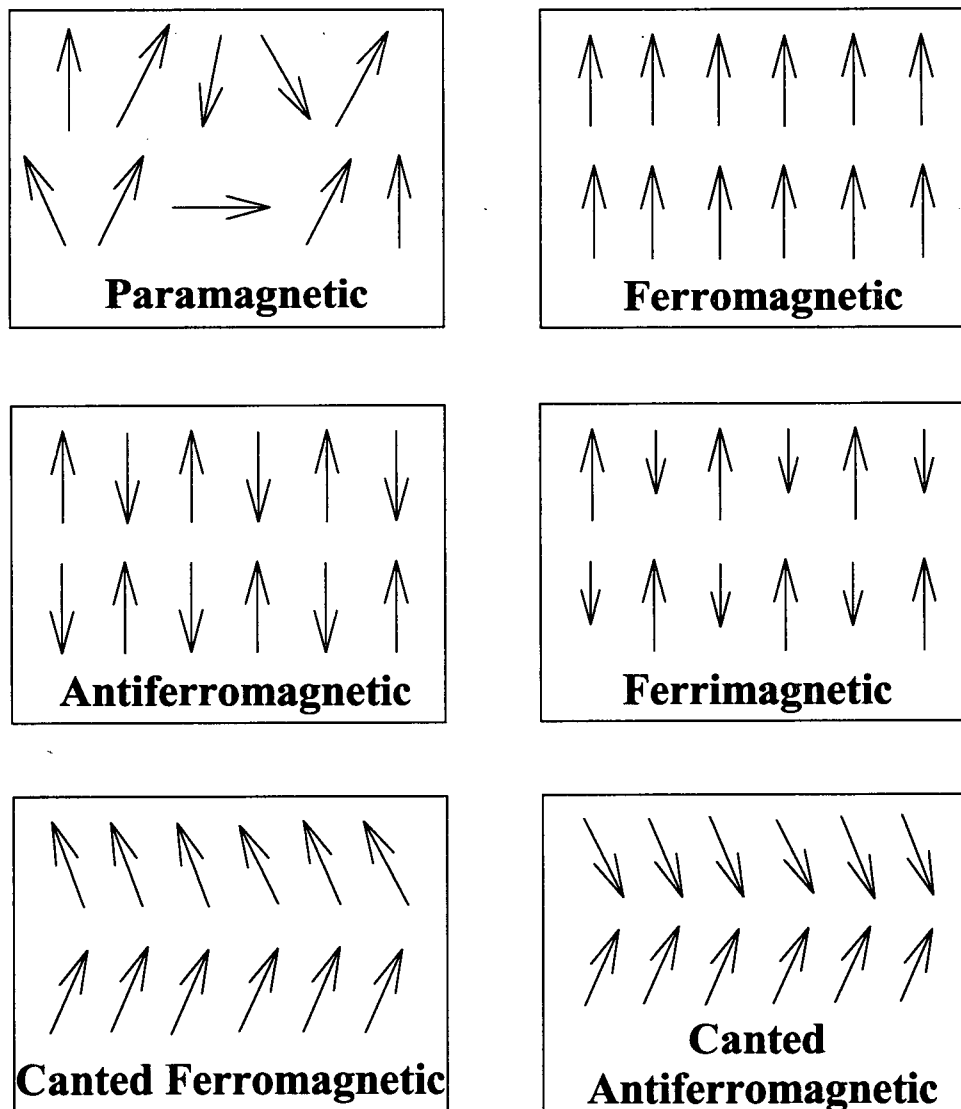 Paramagnetic
Ferromagnetic
Antiferromagnetic
Ferrimagnetic
Canted Ferromagnetic
Canted
Antiferromagnetic